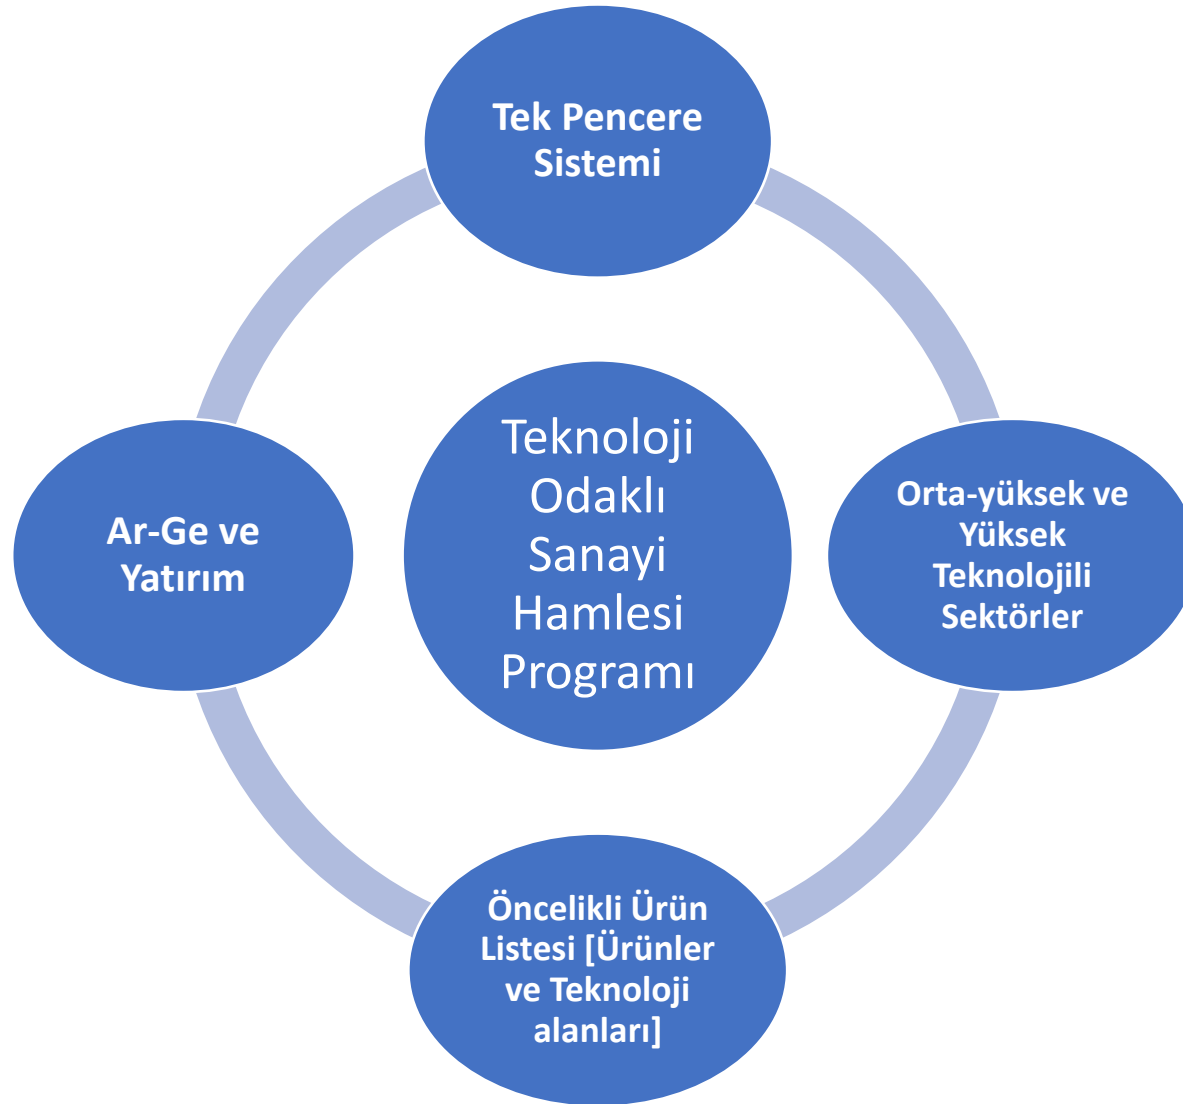 Tek Pencere
Sistemi
Teknoloji
Odaklı
Sanayi
Hamlesi
Programı
Orta-yüksek ve
Yüksek
Teknolojili
Sektörler
Ar-Ge ve
Yatırım
Öncelikli Ürün
Listesi [Ürünler
ve Teknoloji
alanları]